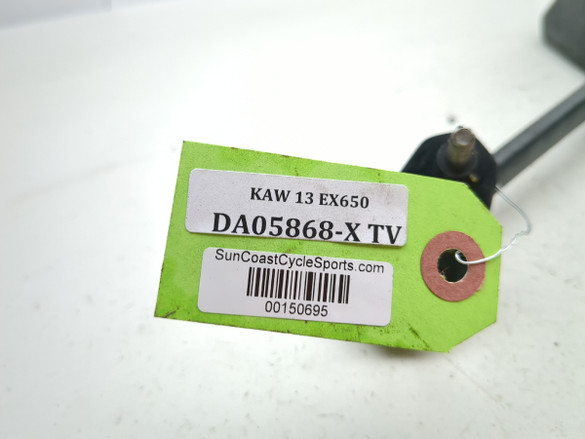 KAW 13 EX650
DA05868-X TV
SunCoastCycleSports.com
00150695